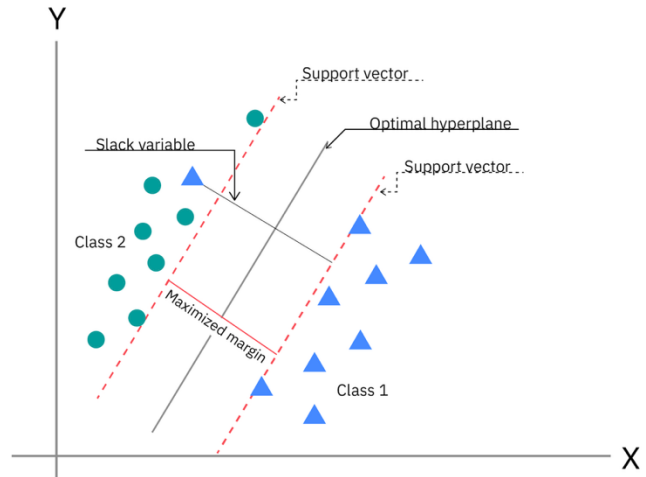 Y
Support vector
Optimal hyperplane
Slack variable
Support vector
Class 2
Maximized margin
Class 1
X